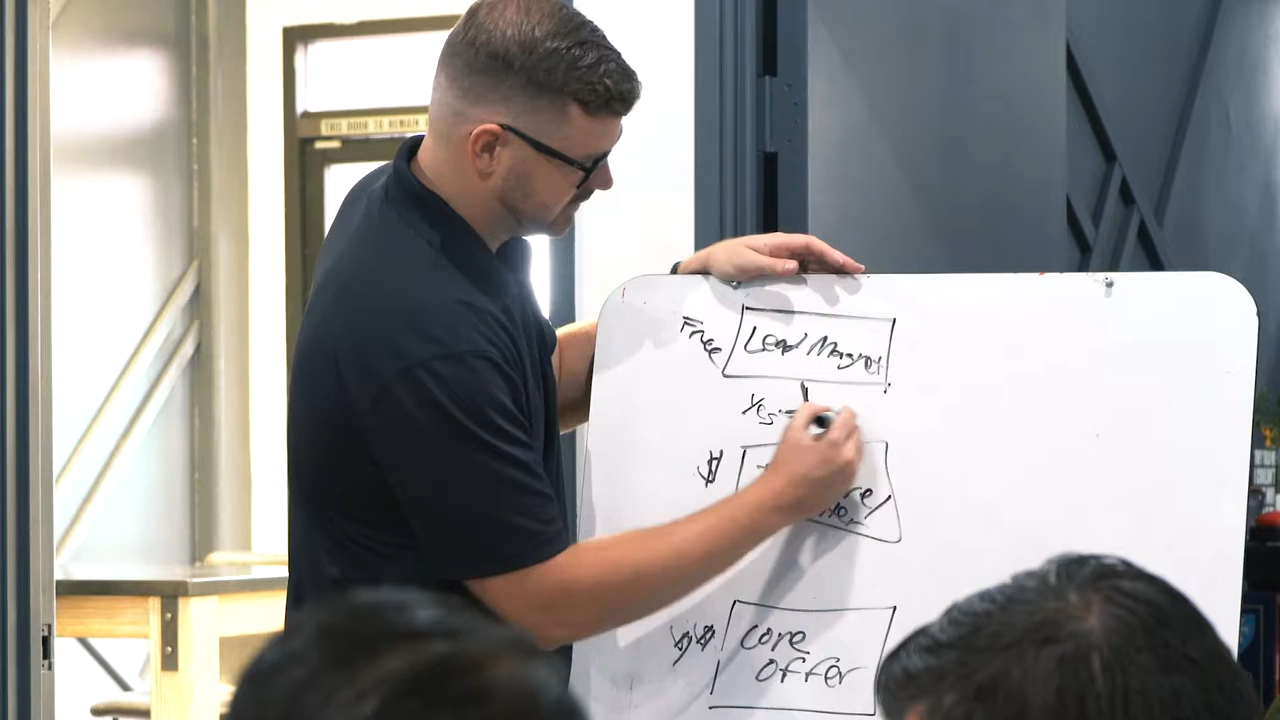 THIS DOOR TO REMAIN
Free
Lead Magnet
Yes
$
$$
core
offer